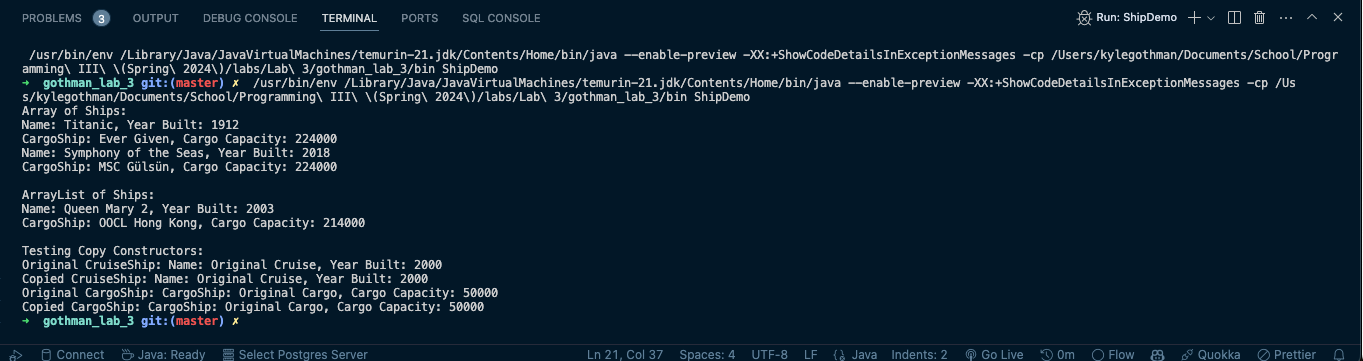 PROBLEMS 3 OUTPUT DEBUG CONSOLE TERMINAL PORTS SQL CONSOLE Run: ShipDemo
/usr/bin/env /Library/Java/JavaVirtualMachines/temurin-21.jdk/Contents/Home/bin/java --enable-preview -XX:+ShowCodeDetailsInExceptionMessages -cp /Users/kylegothman/Documents/School/Progr
amming\ III\ \(Spring\ 2024\)/labs/Lab\ 3/gothman_lab_3/bin ShipDemo
➜ gothman_lab_3 git:(master) ✗ /usr/bin/env /Library/Java/JavaVirtualMachines/temurin-21.jdk/Contents/Home/bin/java --enable-preview -XX:+ShowCodeDetailsInExceptionMessages -cp /Us
s/kylegothman/Documents/School/Programming\ III\ \(Spring\ 2024\)/labs/Lab\ 3/gothman_lab_3/bin ShipDemo
Array of Ships:
Name: Titanic, Year Built: 1912
CargoShip: Ever Given, Cargo Capacity: 224000
Name: Symphony of the Seas, Year Built: 2018
CargoShip: MSC Gülsün, Cargo Capacity: 224000
ArrayList of Ships:
Name: Queen Mary 2, Year Built: 2003
CargoShip: OOCL Hong Kong, Cargo Capacity: 214000
Testing Copy Constructors:
Original CruiseShip: Name: Original Cruise, Year Built: 2000
Copied CruiseShip: Name: Original Cruise, Year Built: 2000
Original CargoShip: CargoShip: Original Cargo, Cargo Capacity: 50000
Copied CargoShip: CargoShip: Original Cargo, Cargo Capacity: 50000
➜ gothman_lab_3 git:(master) ✗
Connect Java: Ready Select Postgres Server Ln 21, Col 37 Spaces: 4 UTF-8 LF {} Java Indents: 2 Go Live 0m Flow Quokka Prettier